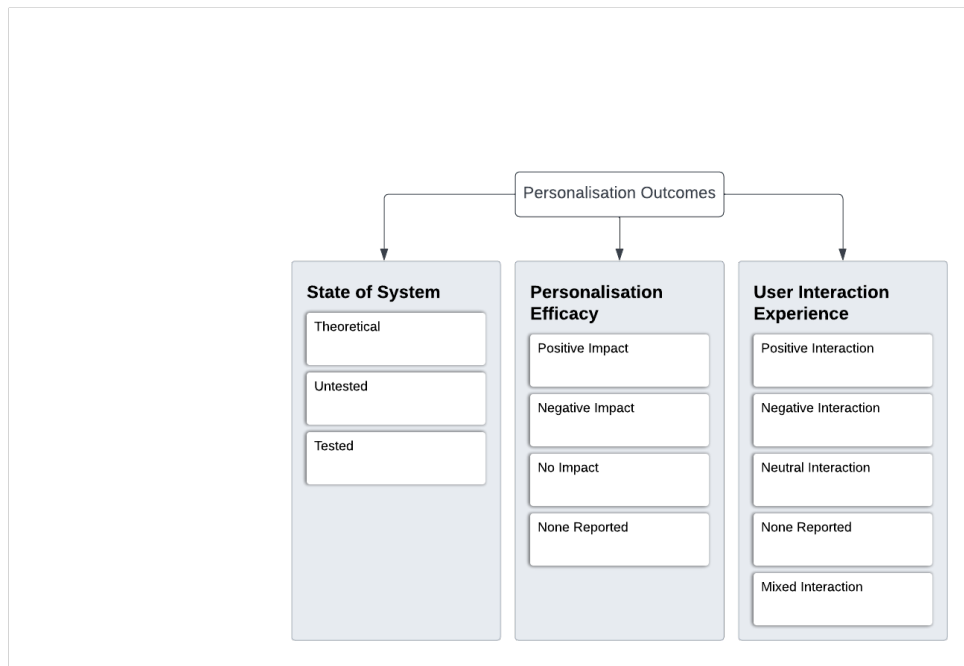 Personalisation Outcomes
State of System
Theoretical
Untested
Tested
Personalisation
Efficacy
Positive Impact
Negative Impact
No Impact
None Reported
User Interaction
Experience
Positive Interaction
Negative Interaction
Neutral Interaction
None Reported
Mixed Interaction